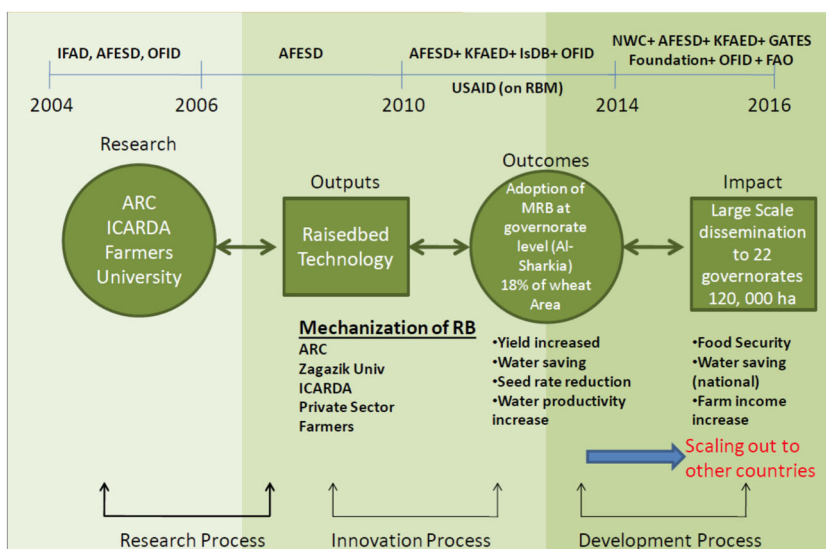 IFAD, AFESD, OFID
AFESD
AFESD+ KFAED+ IsDB+ OFID
NWC+ AFESD+ KFAED+ GATES
Foundation+ OFID + FAO
USAID (on RBM)
2004
2006
2010
2014
2016
Research
ARC
ICARDA
Farmers
University
Outputs
Raisedbed
Technology
Outcomes
Adoption of
MRB at
governorate
level (Al-
Sharkia)
18% of wheat
Area
Impact
Large Scale
dissemination
to 22
governorates
120, 000 ha
Mechanization of RB
ARC
Zagazik Univ
ICARDA
Private Sector
Farmers
•Yield increased
•Water saving
•Seed rate reduction
•Water productivity
increase
•Food Security
•Water saving
(national)
•Farm income
increase
Scaling out to
other countries
Research Process
Innovation Process
Development Process